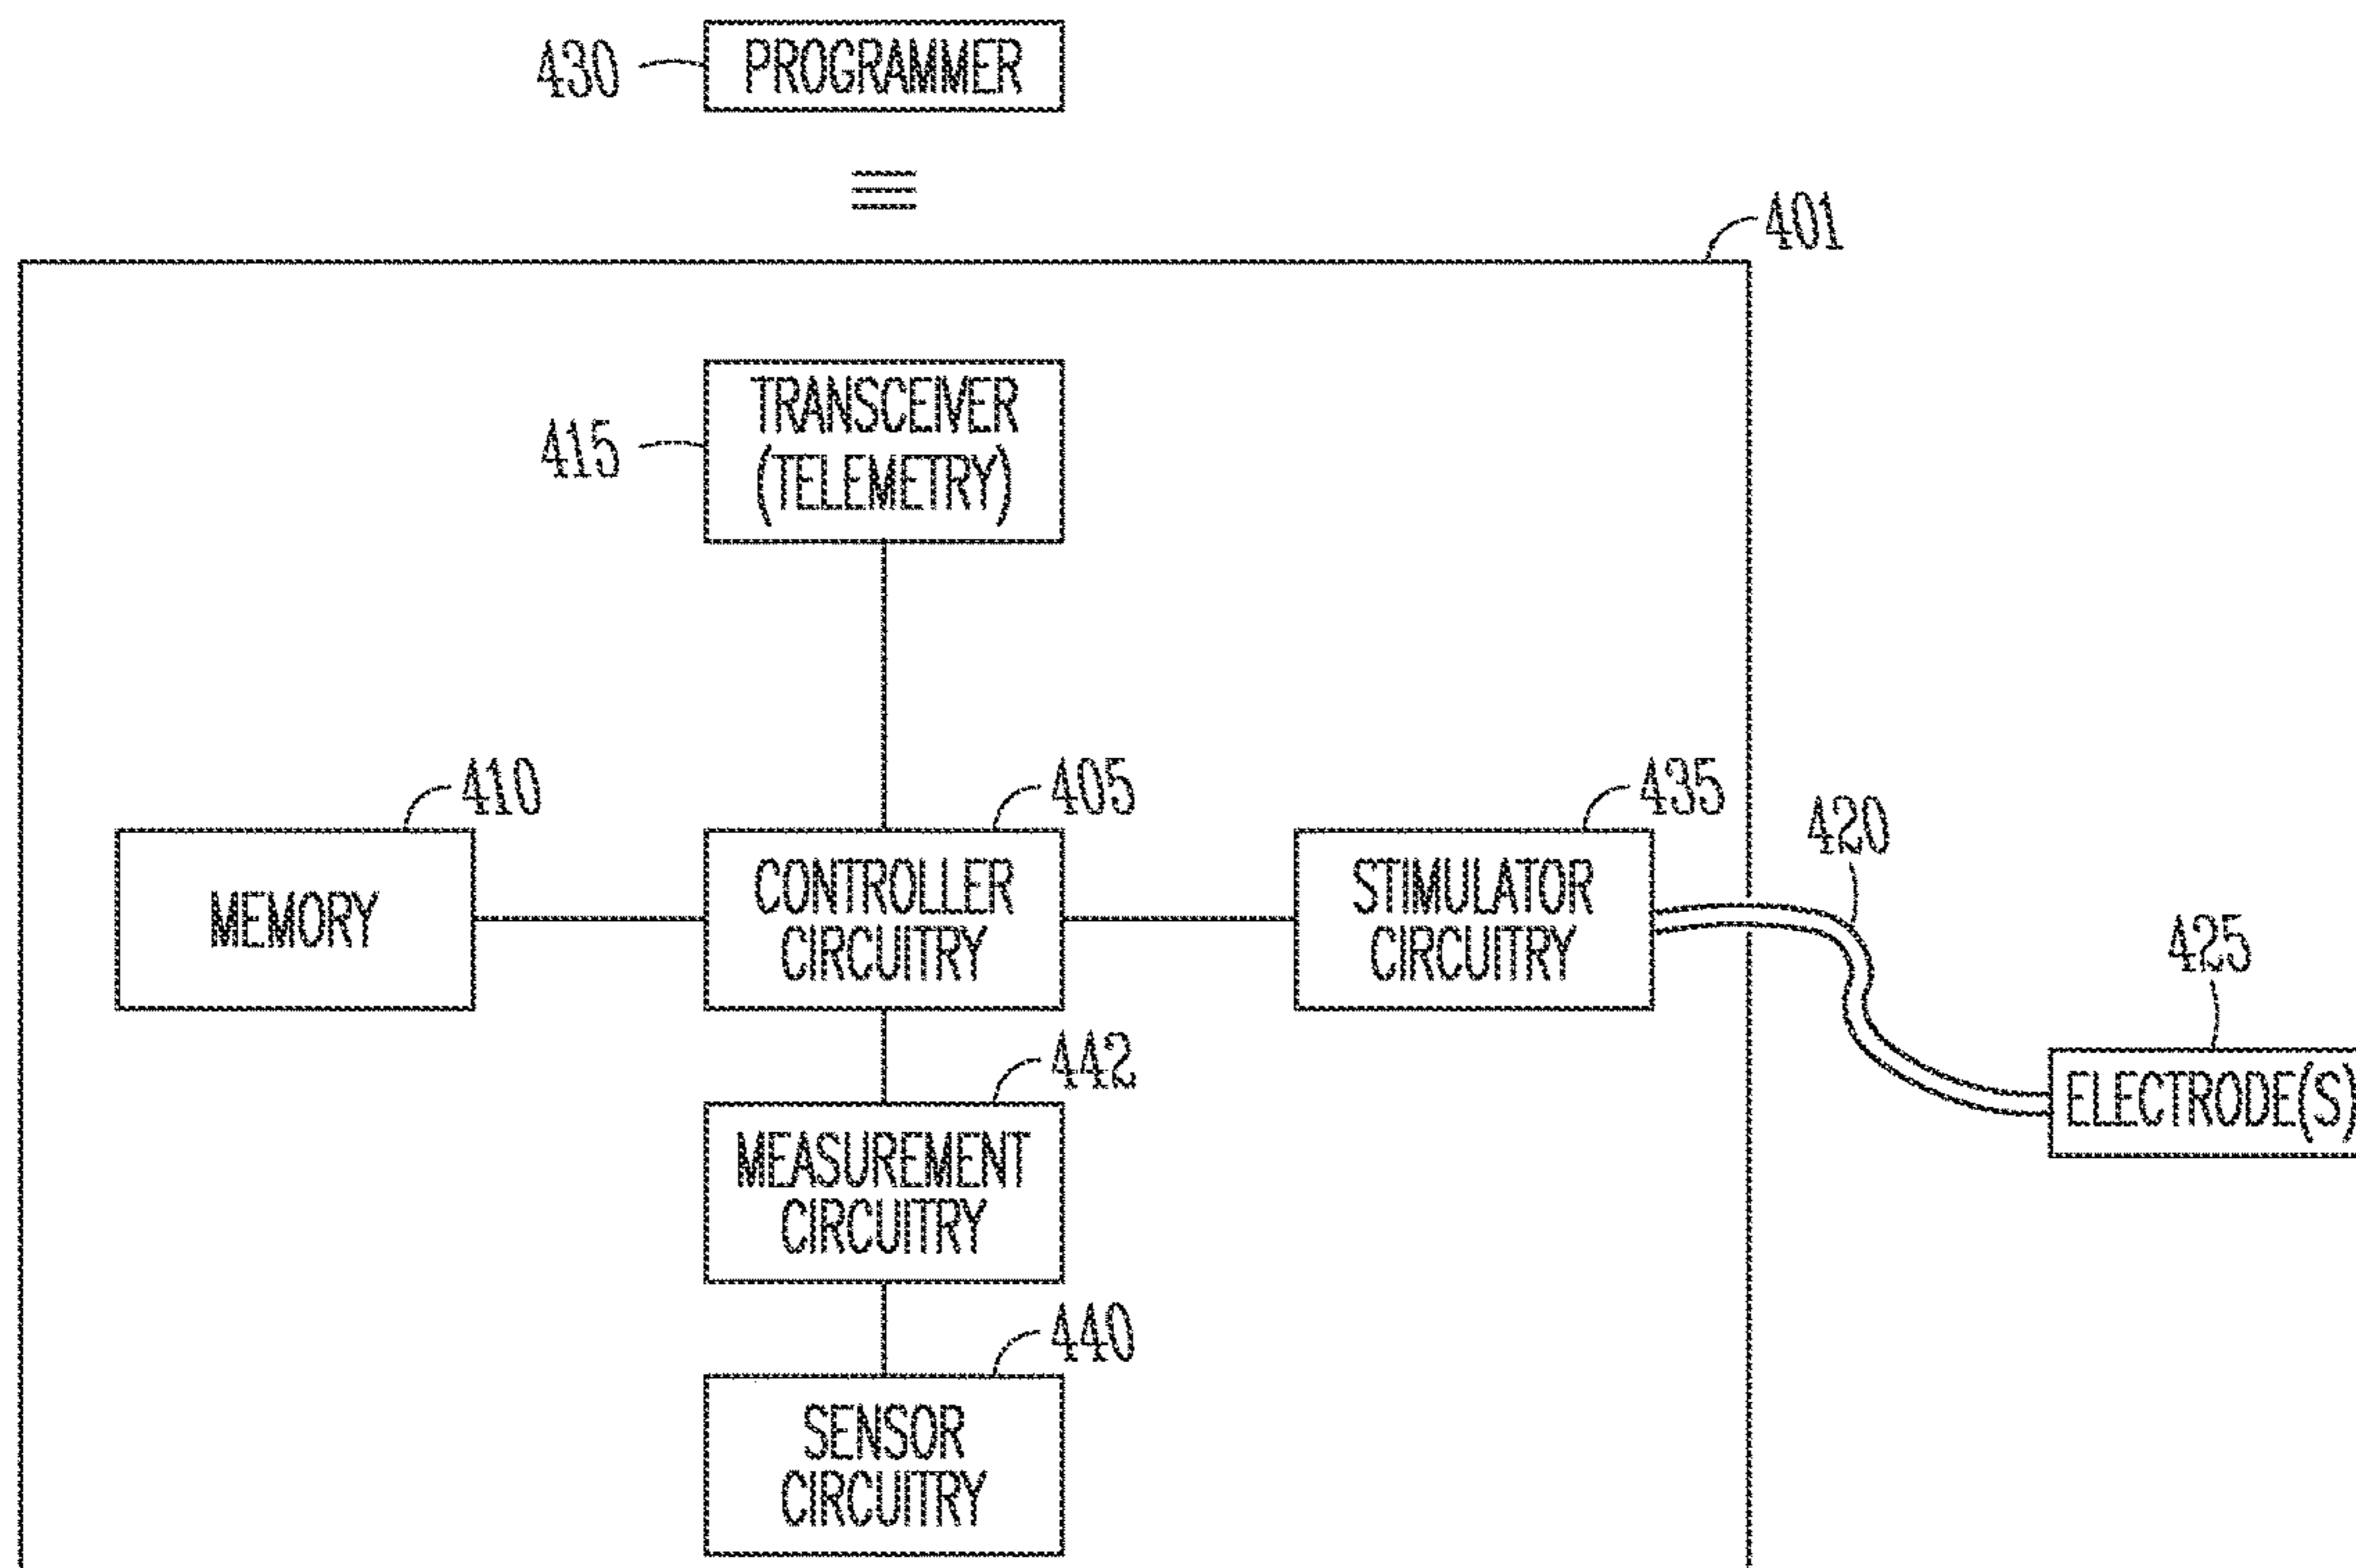 430
PROGRAMMER
401
415
TRANSCEIVER
(TELEMETRY)
410
405
435
420
MEMORY
CONTROLLER
CIRCUITRY
STIMULATOR
CIRCUITRY
425
442
ELECTRODE(S)
MEASUREMENT
CIRCUITRY
440
SENSOR
CIRCUITRY